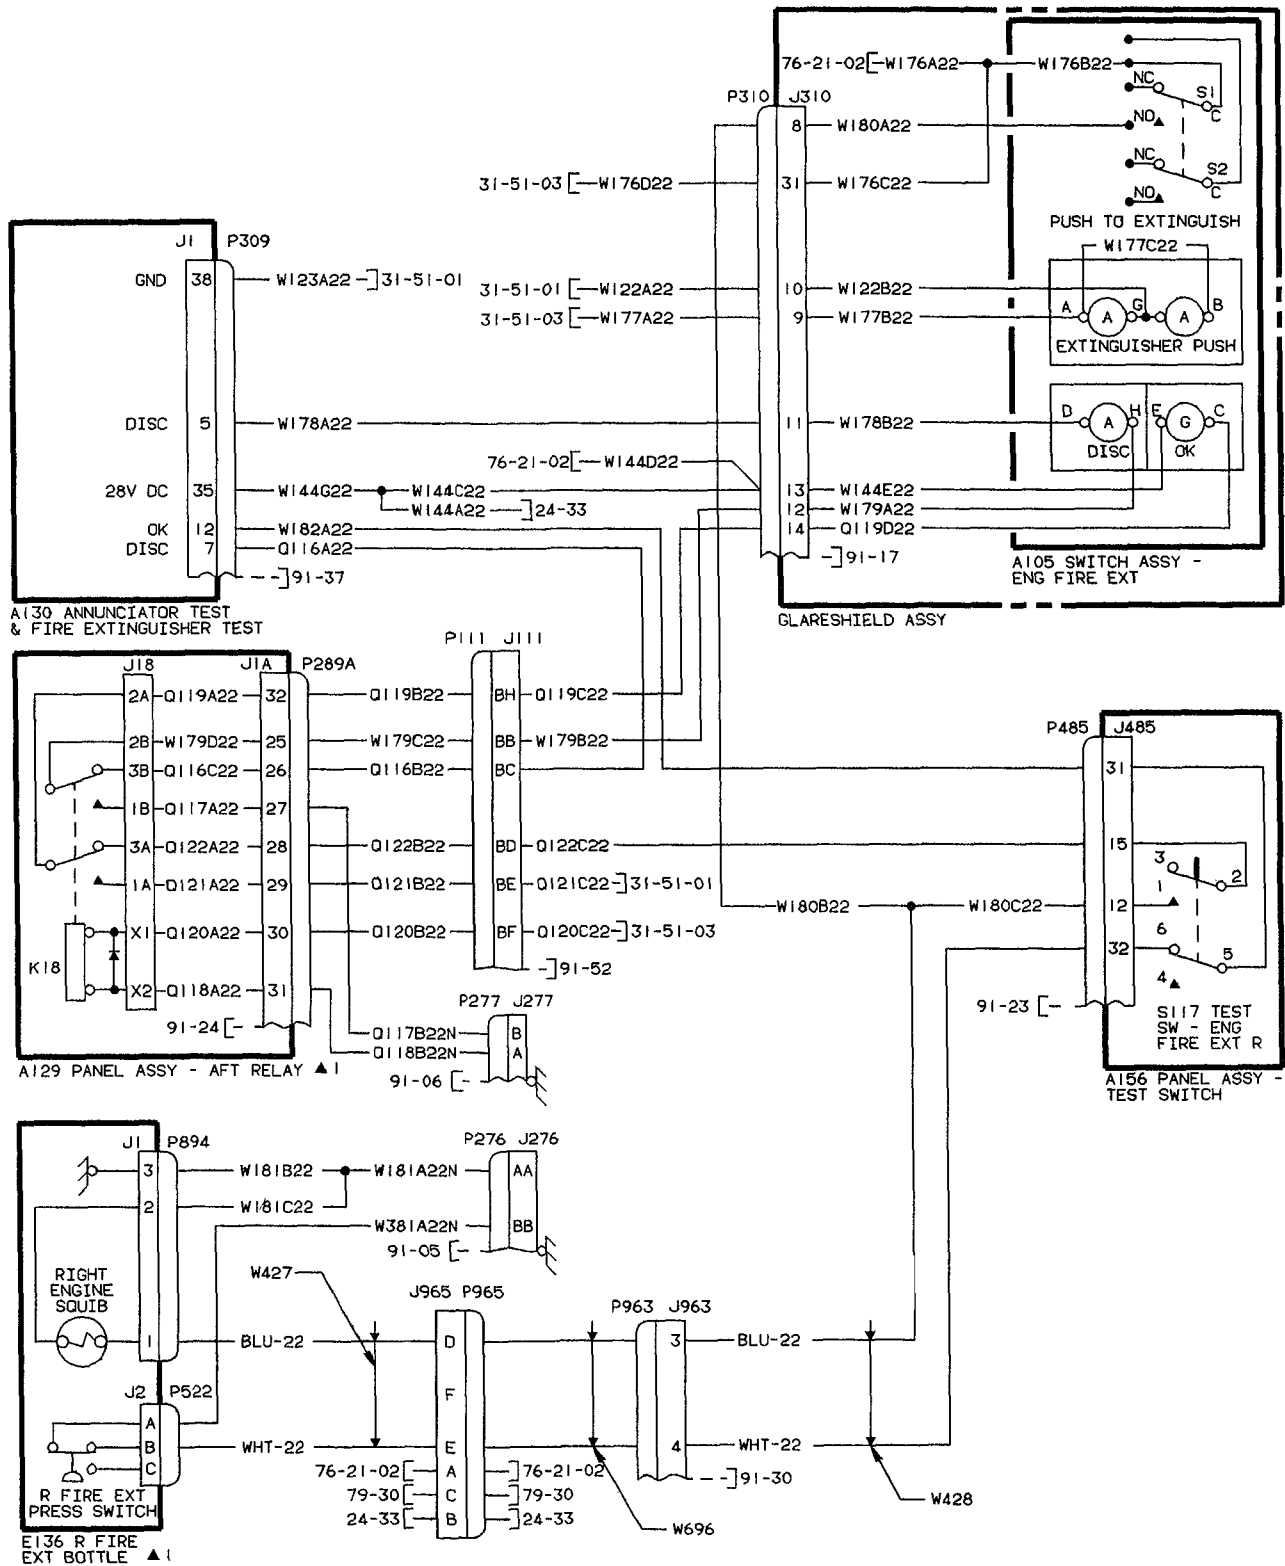 76-21-02 W176A22 W176B22
NC S1
C
P310 J310
8 W180A22 NO
NC S2
C
31-51-03 W176D22 31 W176C22
NO
PUSH TO EXTINGUISH
W177C22
J1 P309
GND 38 W123A22 31-51-01
31-51-01 W122A22 10 W122B22
31-51-03 W177A22 9 W177B22
A A G A B
EXTINGUISHER PUSH
DISC 5 W178A22 11 W178B22
D A H E G C
DISC OK
76-21-02 W144D22
28V DC 35 W144G22 W144C22 13 W144E22
W144A22 24-33 12 W179A22
OK 12 W182A22 14 Q119D22
DISC 7 Q116A22
91-37
91-17
A105 SWITCH ASSY -
ENG FIRE EXT
A130 ANNUNCIATOR TEST
& FIRE EXTINGUISHER TEST
GLARESHIELD ASSY
J18 J1A P289A P111 J111
2A Q119A22 32 Q119B22 BH Q119C22
2B W179D22 25 W179C22 BB W179B22
3B Q116C22 26 Q116B22 BC
1B Q117A22 27
3A Q122A22 28 Q122B22 BD Q122C22
1A Q121A22 29 Q121B22 BE Q121C22 31-51-01
X1 Q120A22 30 Q120B22 BF Q120C22 31-51-03
K18
X2 Q118A22 31
91-52
91-24
P277 J277
Q117B22N B
Q118B22N A
91-06
A129 PANEL ASSY - AFT RELAY 1
P485 J485
31
15
3 2
1
W180B22 W180C22 12
6
32 5
4
91-23
S117 TEST
SW - ENG
FIRE EXT R
A156 PANEL ASSY -
TEST SWITCH
J1 P894 P276 J276
3 W181B22 W181A22N AA
2 W181C22
W381A22N BB
91-05
RIGHT
ENGINE
SQUIB
W427
J965 P965 P963 J963
1 BLU-22 D 3 BLU-22
J2 P522
F
A
B WHT-22 E 4 WHT-22
C
76-21-02 A 76-21-02
91-30
79-30 C 79-30
24-33 B 24-33
W428
W696
R FIRE EXT
PRESS SWITCH
E136 R FIRE
EXT BOTTLE 1